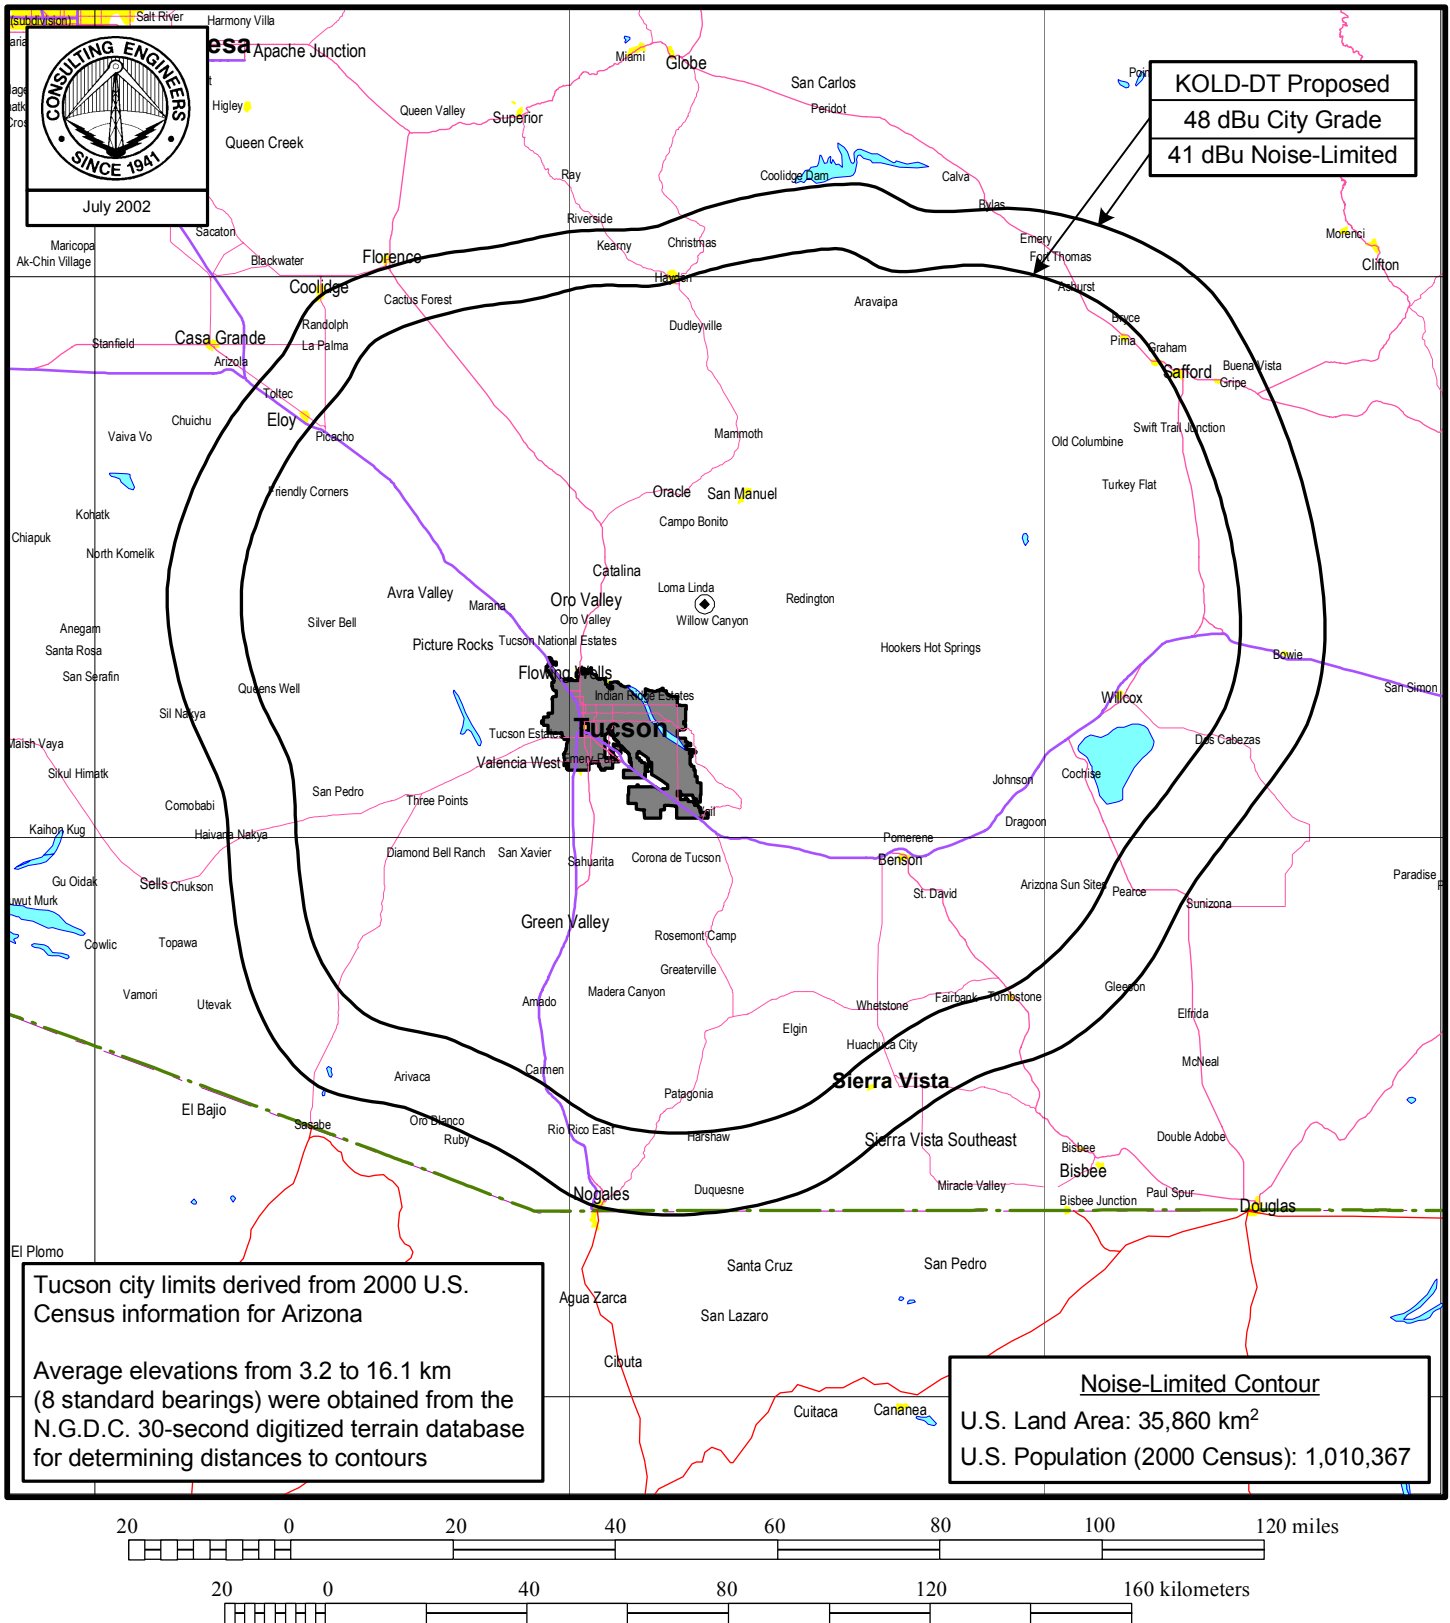 (subdivision)
Salt River
Harmony Villa
esa
Apache Junction
Miami
Globe
San Carlos
Peridot
CONSULTING ENGINEERS
• SINCE 1941 •
July 2002
Higley
Queen Valley
Superior
Queen Creek
KOLD-DT Proposed
48 dBu City Grade
41 dBu Noise-Limited
Ray
Coolidge Dam
Calva
Bylas
Riverside
Sacaton
Maricopa
Kearny
Christmas
Emery
Morenci
Ak-Chin Village
Blackwater
Florence
Fort Thomas
Clifton
Coolidge
Hayden
Ashurst
Cactus Forest
Aravaipa
Randolph
Dudleyville
Bryce
Stanfield
Casa Grande
La Palma
Pima
Graham
Arizola
Safford
Buena Vista
Gripe
Toltec
Chuichu
Eloy
Vaiva Vo
Picacho
Mammoth
Swift Trail Junction
Old Columbine
Friendly Corners
Oracle
San Manuel
Turkey Flat
Kohatk
Campo Bonito
Chiapuk
North Komelik
Catalina
Avra Valley
Marana
Oro Valley
Loma Linda
Redington
Silver Bell
Oro Valley
Willow Canyon
Anegam
Santa Rosa
Picture Rocks
Tucson National Estates
Hookers Hot Springs
Bowie
San Serafin
Flowing Wells
San Simon
Queens Well
Indian Ridge Estates
Willcox
Sil Nakya
Tucson
Tucson Estates
Maish Vaya
Dos Cabezas
Valencia West
Emery Park
Sikul Himatk
Johnson
Cochise
San Pedro
Three Points
Comobabi
Vail
Kaihon Kug
Haivana Nakya
Dragoon
Pomerene
Diamond Bell Ranch
San Xavier
Sahuarita
Corona de Tucson
Benson
Gu Oidak
Sells
Chukson
St. David
Arizona Sun Sites
Pearce
Paradise
Sunizona
Green Valley
Cowlic
Topawa
Rosemont Camp
Greaterville
Vamori
Utevak
Amado
Madera Canyon
Whetstone
Fairbank
Tombstone
Gleeson
Elgin
Elfrida
Huachuca City
McNeal
Arivaca
Carmen
Sierra Vista
Patagonia
El Bajio
Sasabe
Oro Blanco
Ruby
Rio Rico East
Harshaw
Sierra Vista Southeast
Double Adobe
Bisbee
Bisbee
Nogales
Duquesne
Miracle Valley
Paul Spur
Bisbee Junction
Douglas
El Plomo
Santa Cruz
San Pedro
Agua Zarca
San Lazaro
Cibuta
Cuitaca
Cananea
Tucson city limits derived from 2000 U.S.
Census information for Arizona
Average elevations from 3.2 to 16.1 km
(8 standard bearings) were obtained from the
N.G.D.C. 30-second digitized terrain database
for determining distances to contours
Noise-Limited Contour
U.S. Land Area: 35,860 km²
U.S. Population (2000 Census): 1,010,367
20 0 20 40 60 80 100 120 miles
20 0 40 80 120 160 kilometers